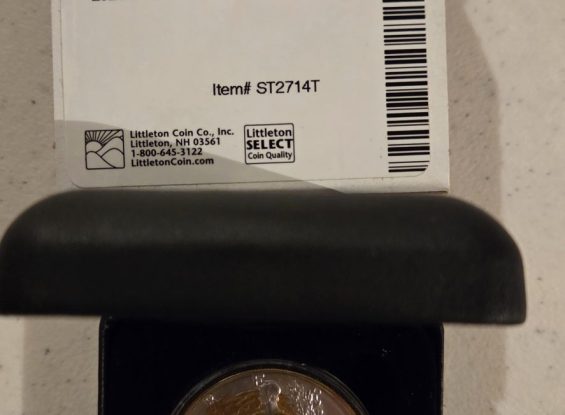 Item# ST2714T
Littleton Coin Co., Inc.
Littleton, NH 03561
1-800-645-3122
LittletonCoin.com
Littleton
SELECT
Coin Quality